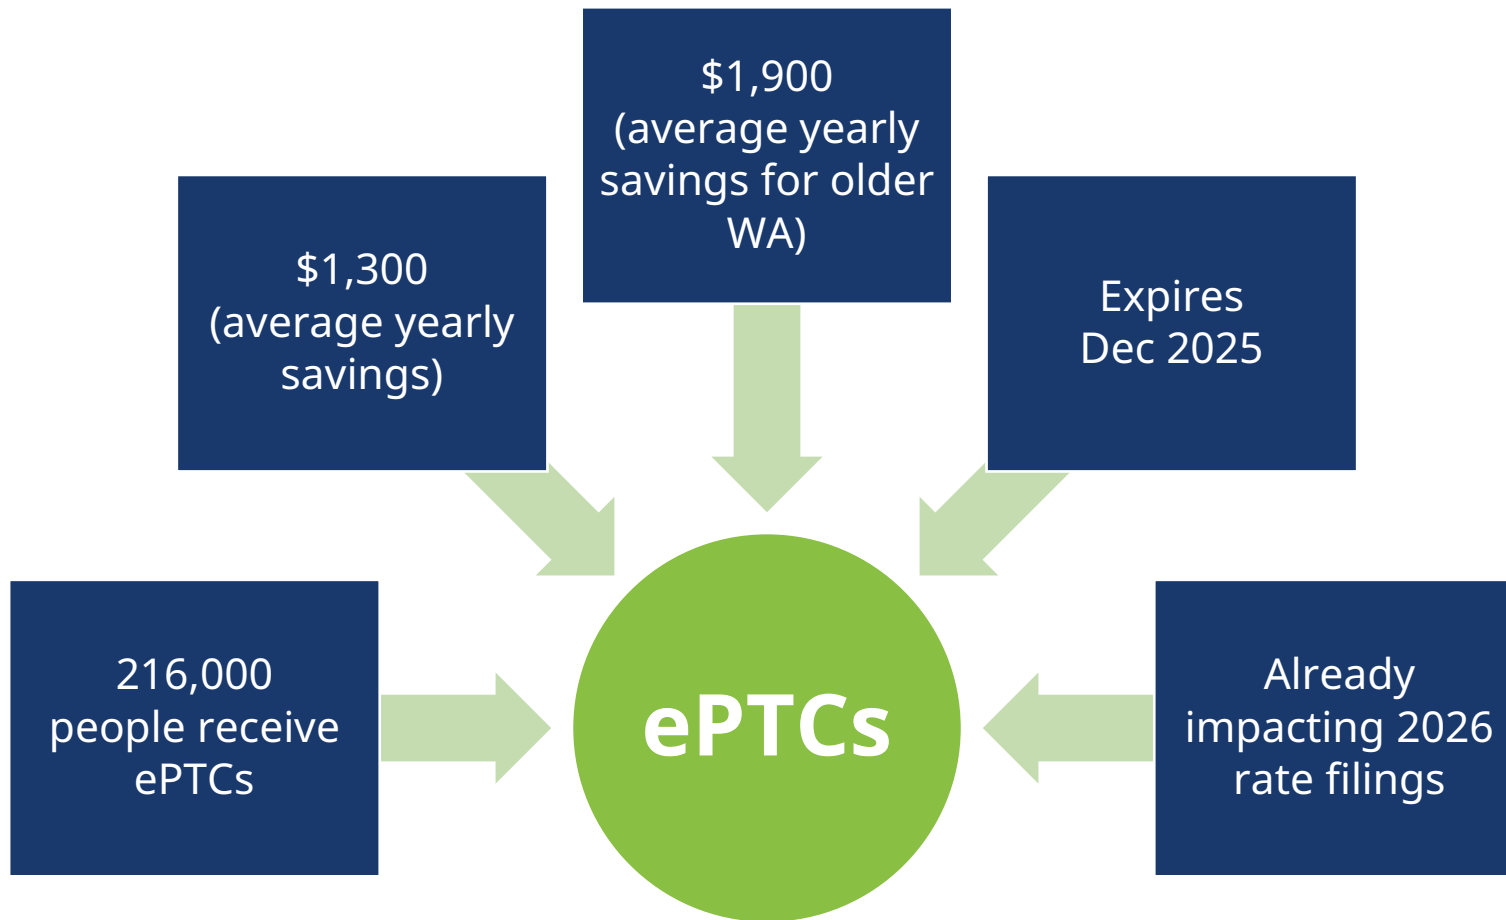 $1,900
(average yearly
savings for older
WA)
$1,300
(average yearly
savings)
Expires
Dec 2025
216,000
people receive
ePTCs
ePTCs
Already
impacting 2026
rate filings